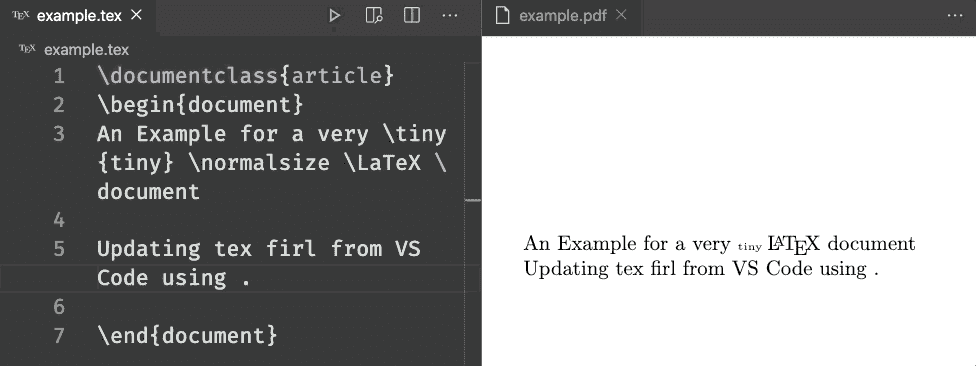 TEX example.tex ×
TEX example.tex
1 \documentclass{article}
2 \begin{document}
3 An Example for a very \tiny
{tiny} \normalsize \LaTeX \
document
4
5 Updating tex firl from VS
Code using .
6
7 \end{document}
example.pdf ×
An Example for a very tiny LATEX document
Updating tex firl from VS Code using .